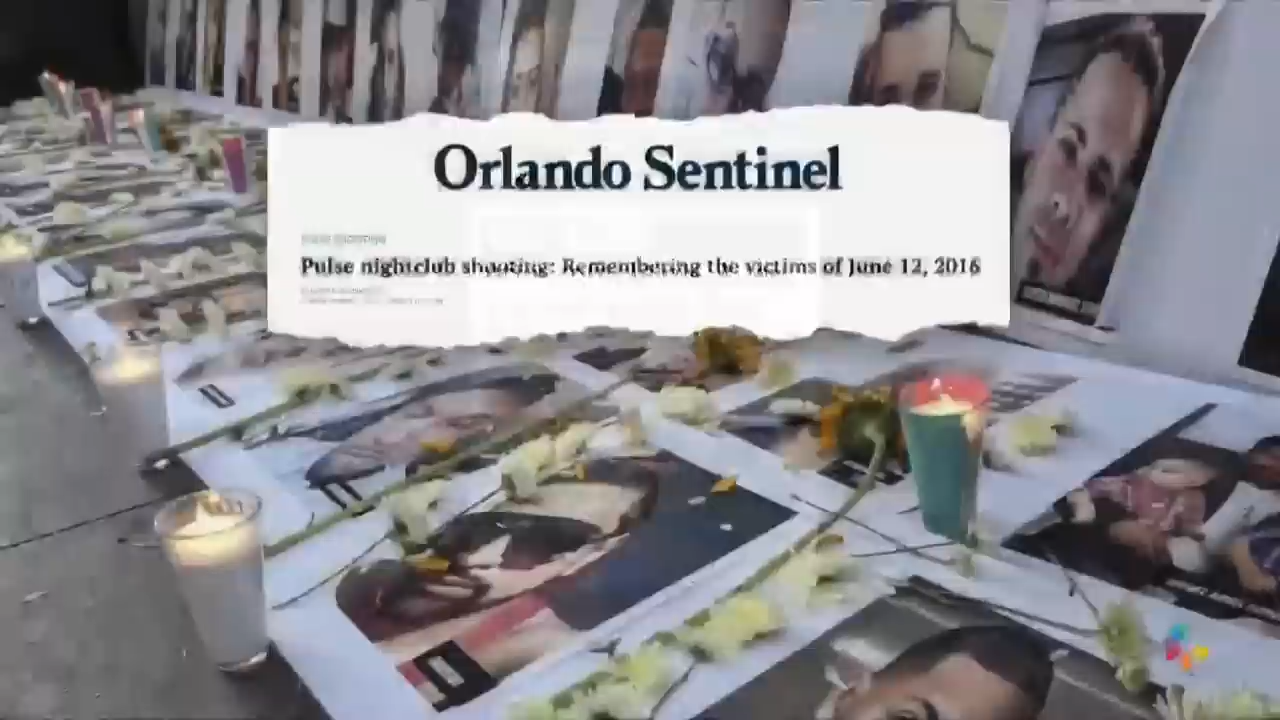 Orlando Sentinel
Pulse nightclub shooting: Remembering the victims of June 12, 2016